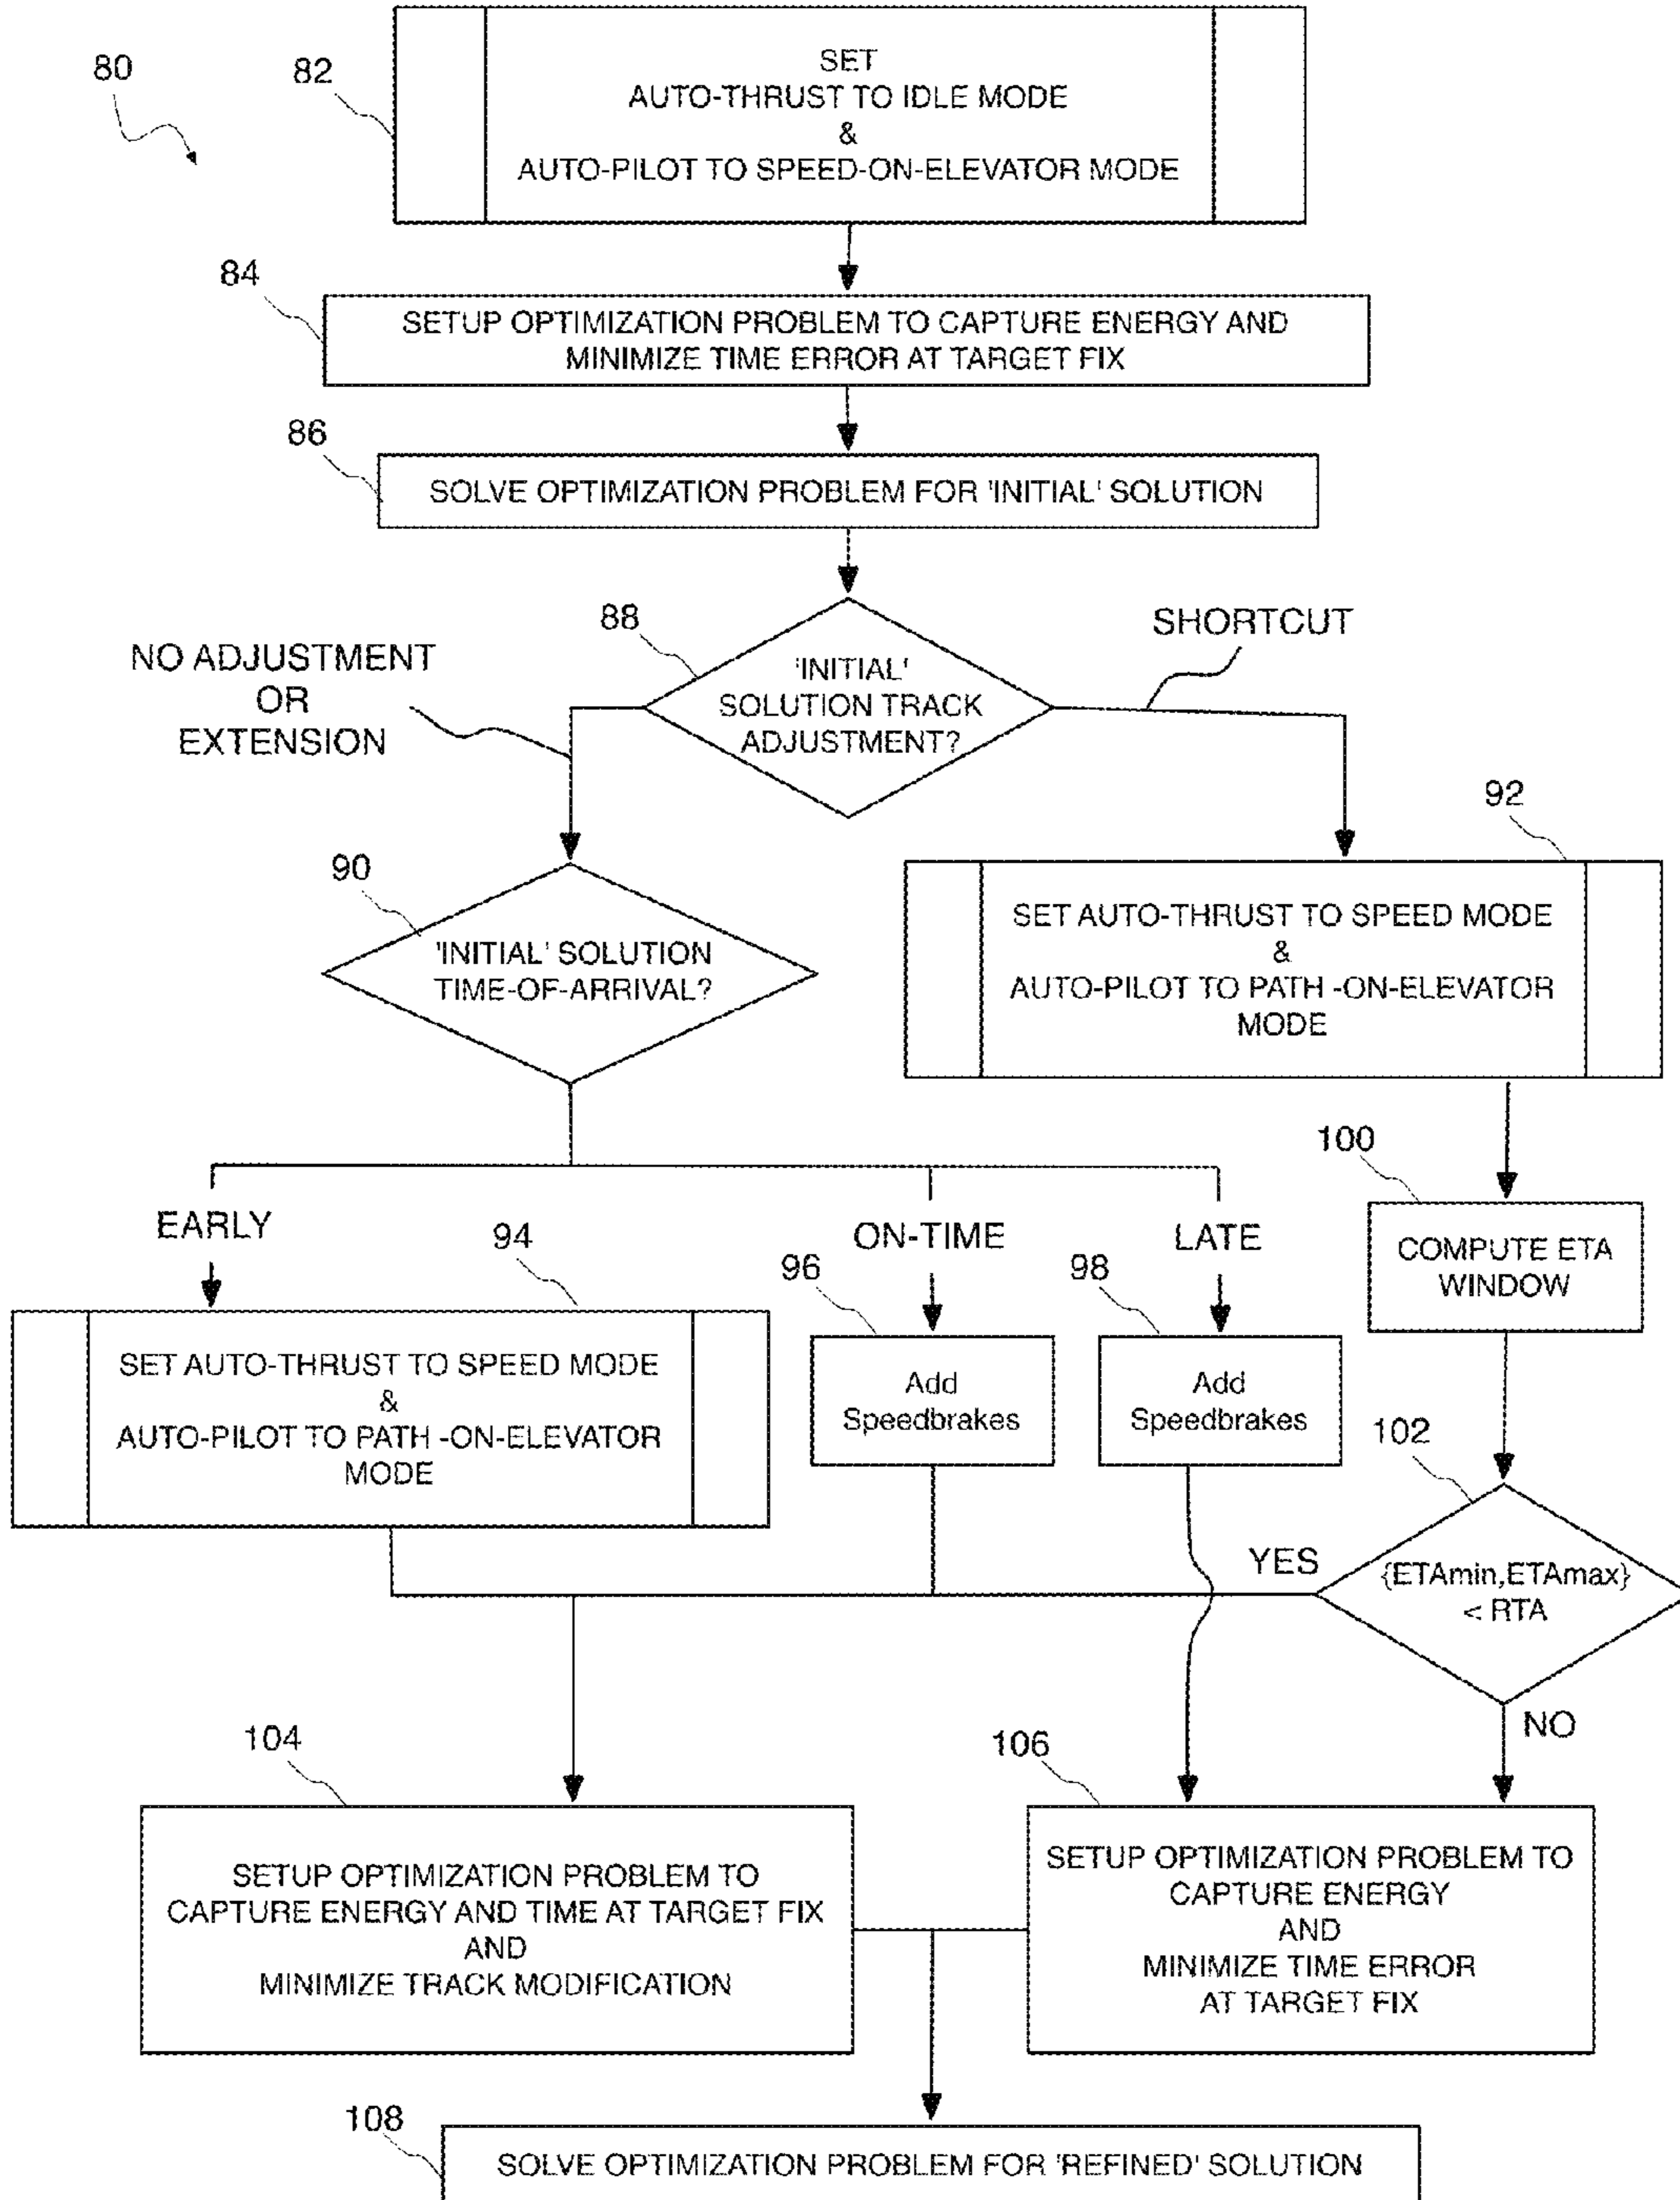 80
82
SET
AUTO-THRUST TO IDLE MODE
&
AUTO-PILOT TO SPEED-ON-ELEVATOR MODE
84
SETUP OPTIMIZATION PROBLEM TO CAPTURE ENERGY AND
MINIMIZE TIME ERROR AT TARGET FIX
86
SOLVE OPTIMIZATION PROBLEM FOR 'INITIAL' SOLUTION
88
'INITIAL'
SOLUTION TRACK
ADJUSTMENT?
NO ADJUSTMENT
OR
EXTENSION
SHORTCUT
90
'INITIAL' SOLUTION
TIME-OF-ARRIVAL?
92
SET AUTO-THRUST TO SPEED MODE
&
AUTO-PILOT TO PATH -ON-ELEVATOR
MODE
EARLY
94
SET AUTO-THRUST TO SPEED MODE
&
AUTO-PILOT TO PATH -ON-ELEVATOR
MODE
ON-TIME
96
Add
Speedbrakes
LATE
98
Add
Speedbrakes
100
COMPUTE ETA
WINDOW
102
{ETAmin,ETAmax}
< RTA
YES
NO
104
SETUP OPTIMIZATION PROBLEM TO
CAPTURE ENERGY AND TIME AT TARGET FIX
AND
MINIMIZE TRACK MODIFICATION
106
SETUP OPTIMIZATION PROBLEM TO
CAPTURE ENERGY
AND
MINIMIZE TIME ERROR
AT TARGET FIX
108
SOLVE OPTIMIZATION PROBLEM FOR 'REFINED' SOLUTION